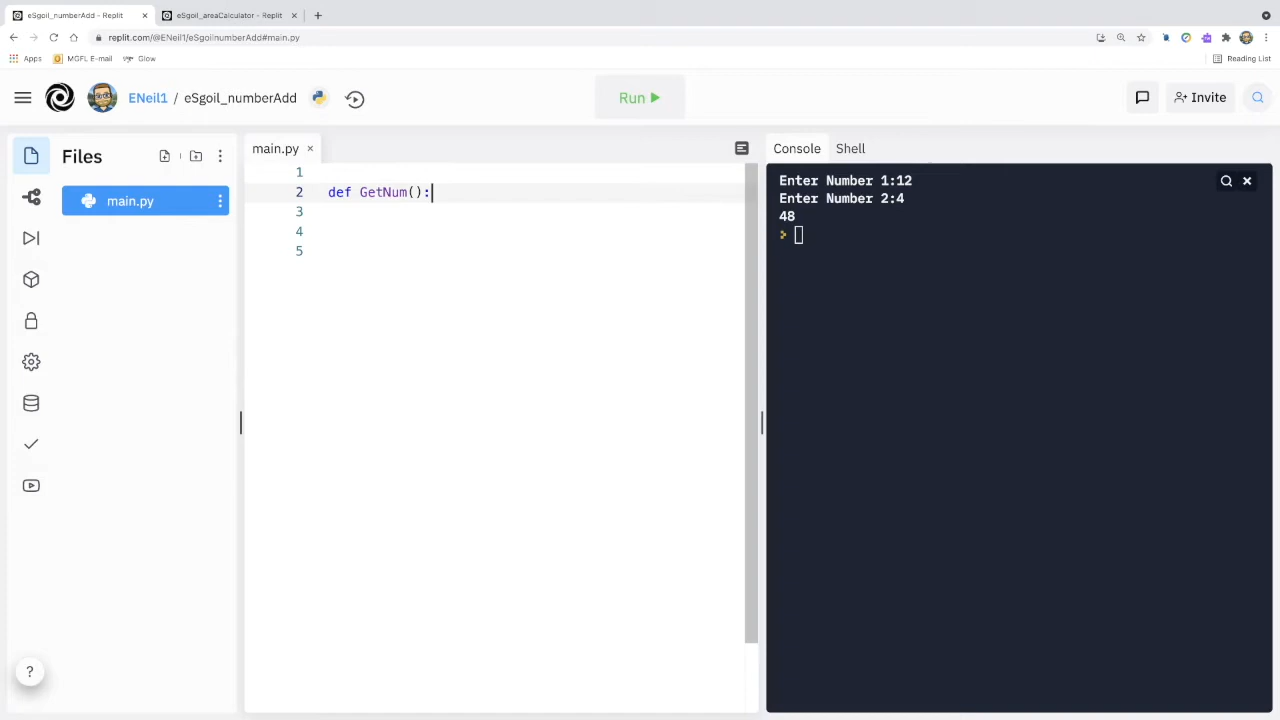 eSgoil_numberAdd - Replit × eSgoil_areaCalculator - Replit × +
replit.com/@ENeil1/eSgoilnumberAdd#main.py
Apps MGFL E-mail Glow Reading List
ENeil1 / eSgoil_numberAdd Run Invite
Files
main.py
main.py ×
1
2 def GetNum():
3
4
5
Console Shell
Enter Number 1:12
Enter Number 2:4
48
?